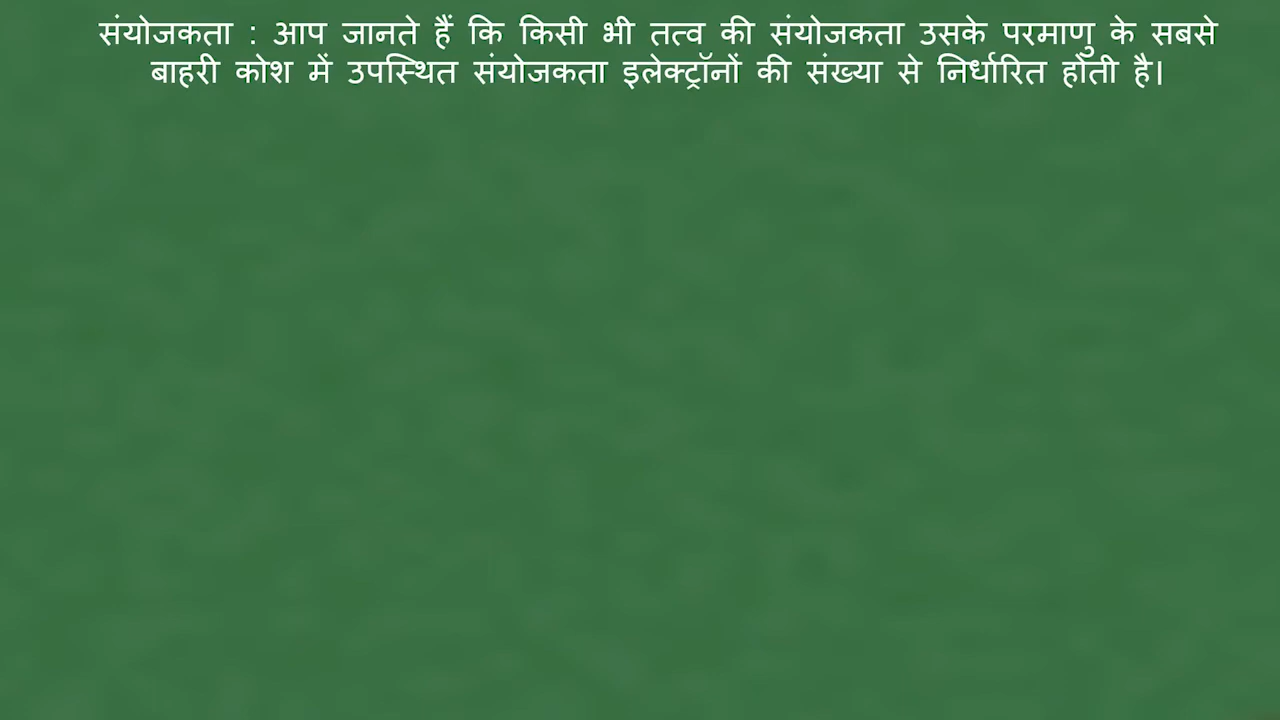 संयोजकता : आप जानते हैं कि किसी भी तत्व की संयोजकता उसके परमाणु के सबसे
बाहरी कोश में उपस्थित संयोजकता इलेक्ट्रॉनों की संख्या से निर्धारित होती है।